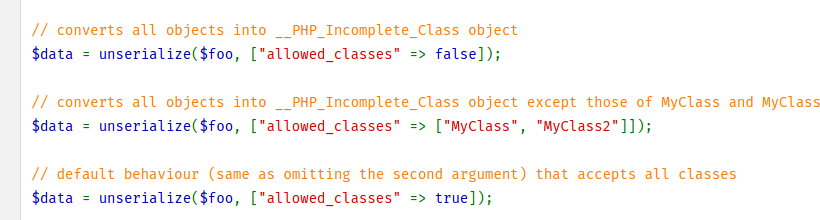 // converts all objects into __PHP_Incomplete_Class object
$data = unserialize($foo, ["allowed_classes" => false]);
// converts all objects into __PHP_Incomplete_Class object except those of MyClass and MyClass
$data = unserialize($foo, ["allowed_classes" => ["MyClass", "MyClass2"]]);
// default behaviour (same as omitting the second argument) that accepts all classes
$data = unserialize($foo, ["allowed_classes" => true]);